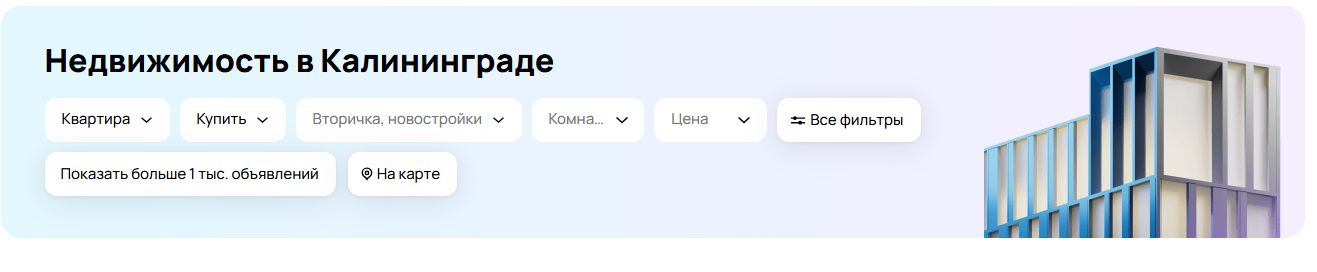 Недвижимость в Калининграде
Квартира Купить Вторичка, новостройки Комна... Цена Все фильтры
Показать больше 1 тыс. объявлений На карте